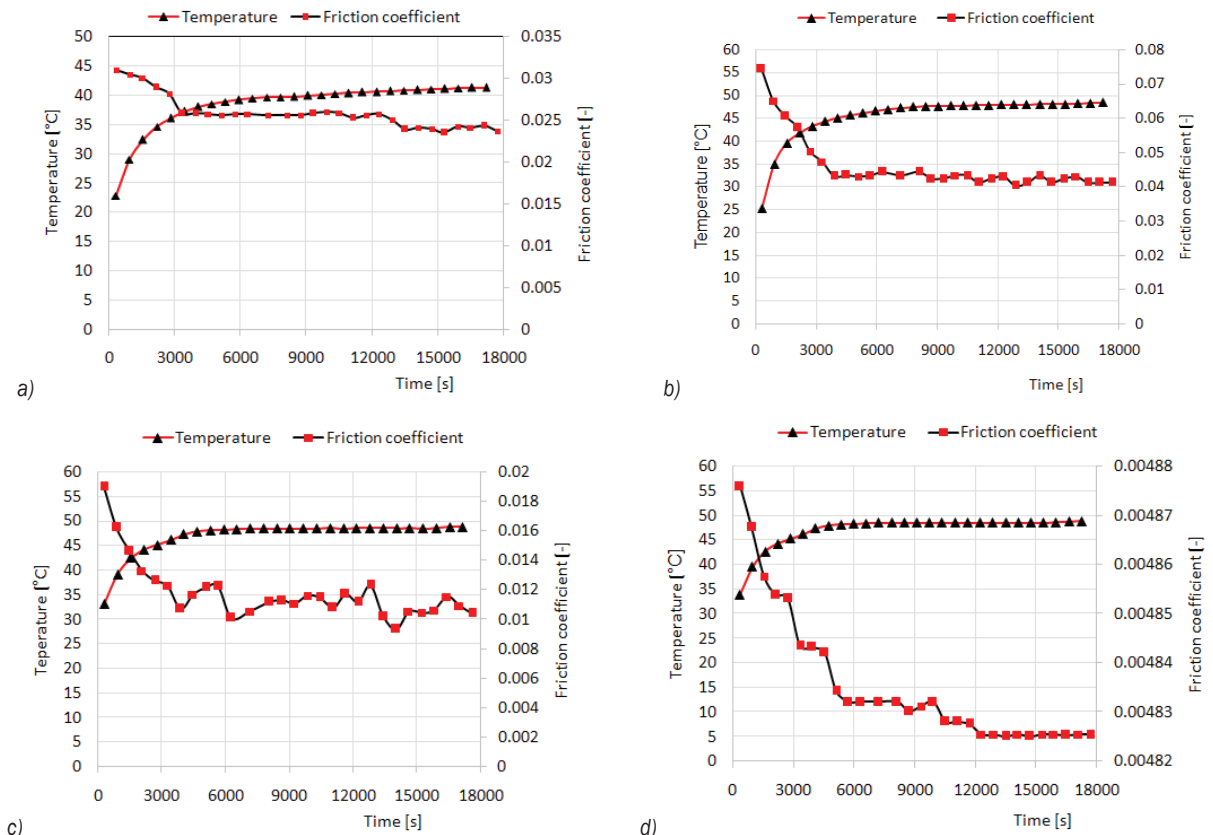 Temperature Friction coefficient
50 45 40 35 30 25 20 15 10 5 0
Temperature [°C]
0.035 0.03 0.025 0.02 0.015 0.01 0.005 0
Friction coefficient [-]
0 3000 6000 9000 12000 15000 18000
Time [s]
a)
Temperature Friction coefficient
60 55 50 45 40 35 30 25 20 15 10 5 0
Temperature [°C]
0.08 0.07 0.06 0.05 0.04 0.03 0.02 0.01 0
Friction coefficient [-]
0 3000 6000 9000 12000 15000 18000
Time [s]
b)
Temperature Friction coefficient
60 55 50 45 40 35 30 25 20 15 10 5 0
Teperature [°C]
0.02 0.018 0.016 0.014 0.012 0.01 0.008 0.006 0.004 0.002 0
Friction coefficient [-]
0 3000 6000 9000 12000 15000 18000
Time [s]
c)
Temperature Friction coefficient
60 55 50 45 40 35 30 25 20 15 10 5 0
Temperature [°C]
0.00488 0.00487 0.00486 0.00485 0.00484 0.00483 0.00482
Friction coefficient [-]
0 3000 6000 9000 12000 15000 18000
Time [s]
d)